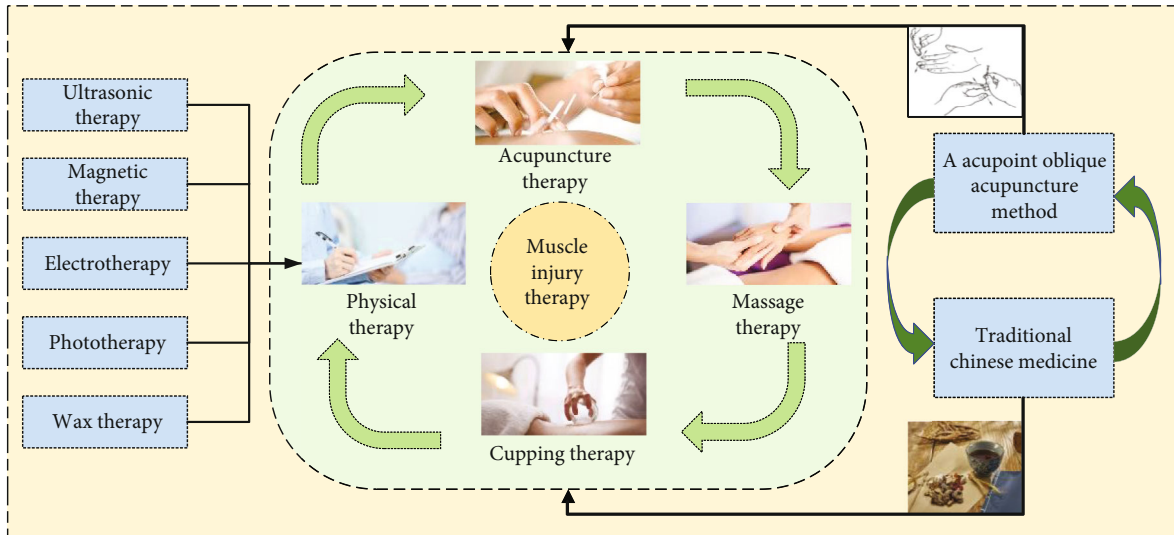 Ultrasonic
therapy
Magnetic
therapy
Electrotherapy
Phototherapy
Wax therapy
Acupuncture
therapy
Physical
therapy
Muscle
injury
therapy
Massage
therapy
Cupping therapy
A acupoint oblique
acupuncture
method
Traditional
chinese medicine